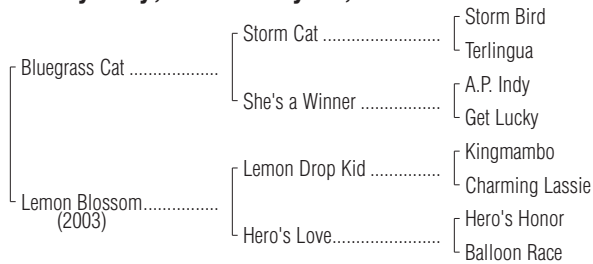 Storm Bird
Storm Cat ........................
Terlingua
Bluegrass Cat ..................
A.P. Indy
She's a Winner ................
Get Lucky
Kingmambo
Lemon Drop Kid ..............
Charming Lassie
Lemon Blossom...............
(2003)
Hero's Honor
Hero's Love......................
Balloon Race